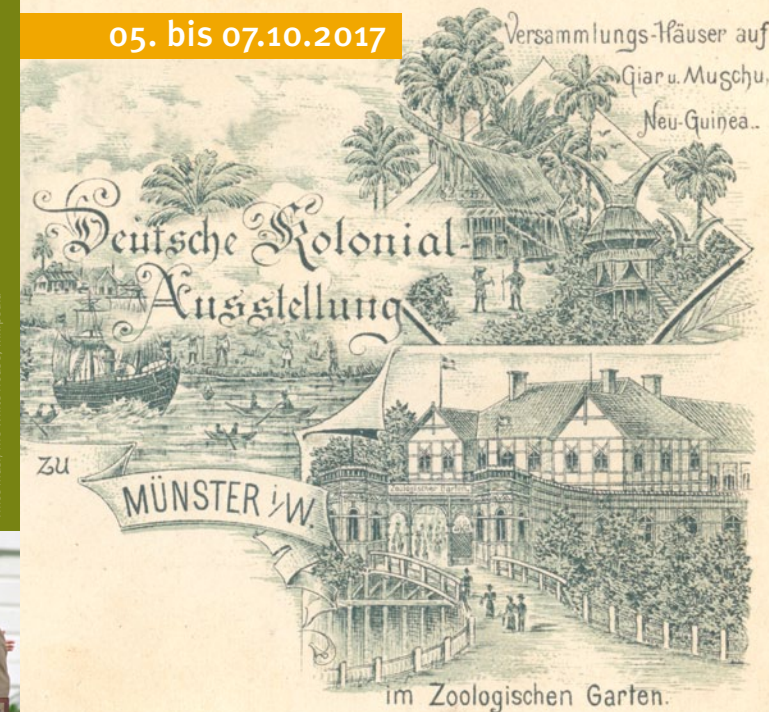 05. bis 07.10.2017
Versammlungs-Häuser auf
Giar u. Muschu,
Neu-Guinea..
Deutsche Kolonial-
Ausstellung
zu
MÜNSTER i/W.
im Zoologischen Garten.